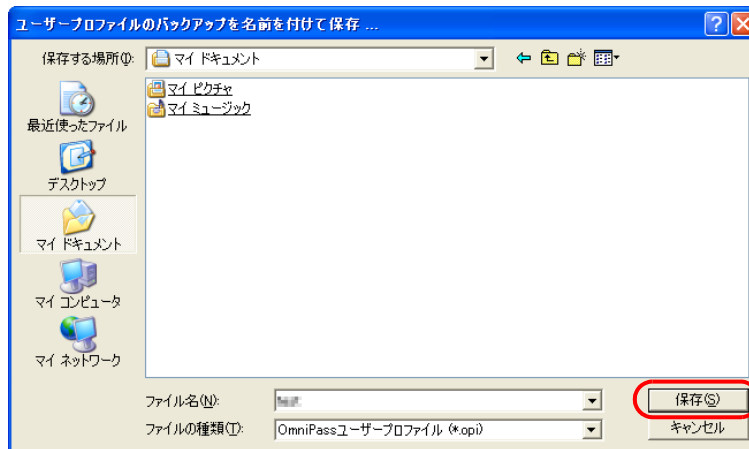 ユーザープロファイルのバックアップを名前を付けて保存 ...
保存する場所(I):
マイ ドキュメント
マイ ピクチャ
マイ ミュージック
最近使ったファイル
デスクトップ
マイ ドキュメント
マイ コンピュータ
マイ ネットワーク
ファイル名(N):
保存(S)
ファイルの種類(T):
OmniPassユーザープロファイル (*.opi)
キャンセル